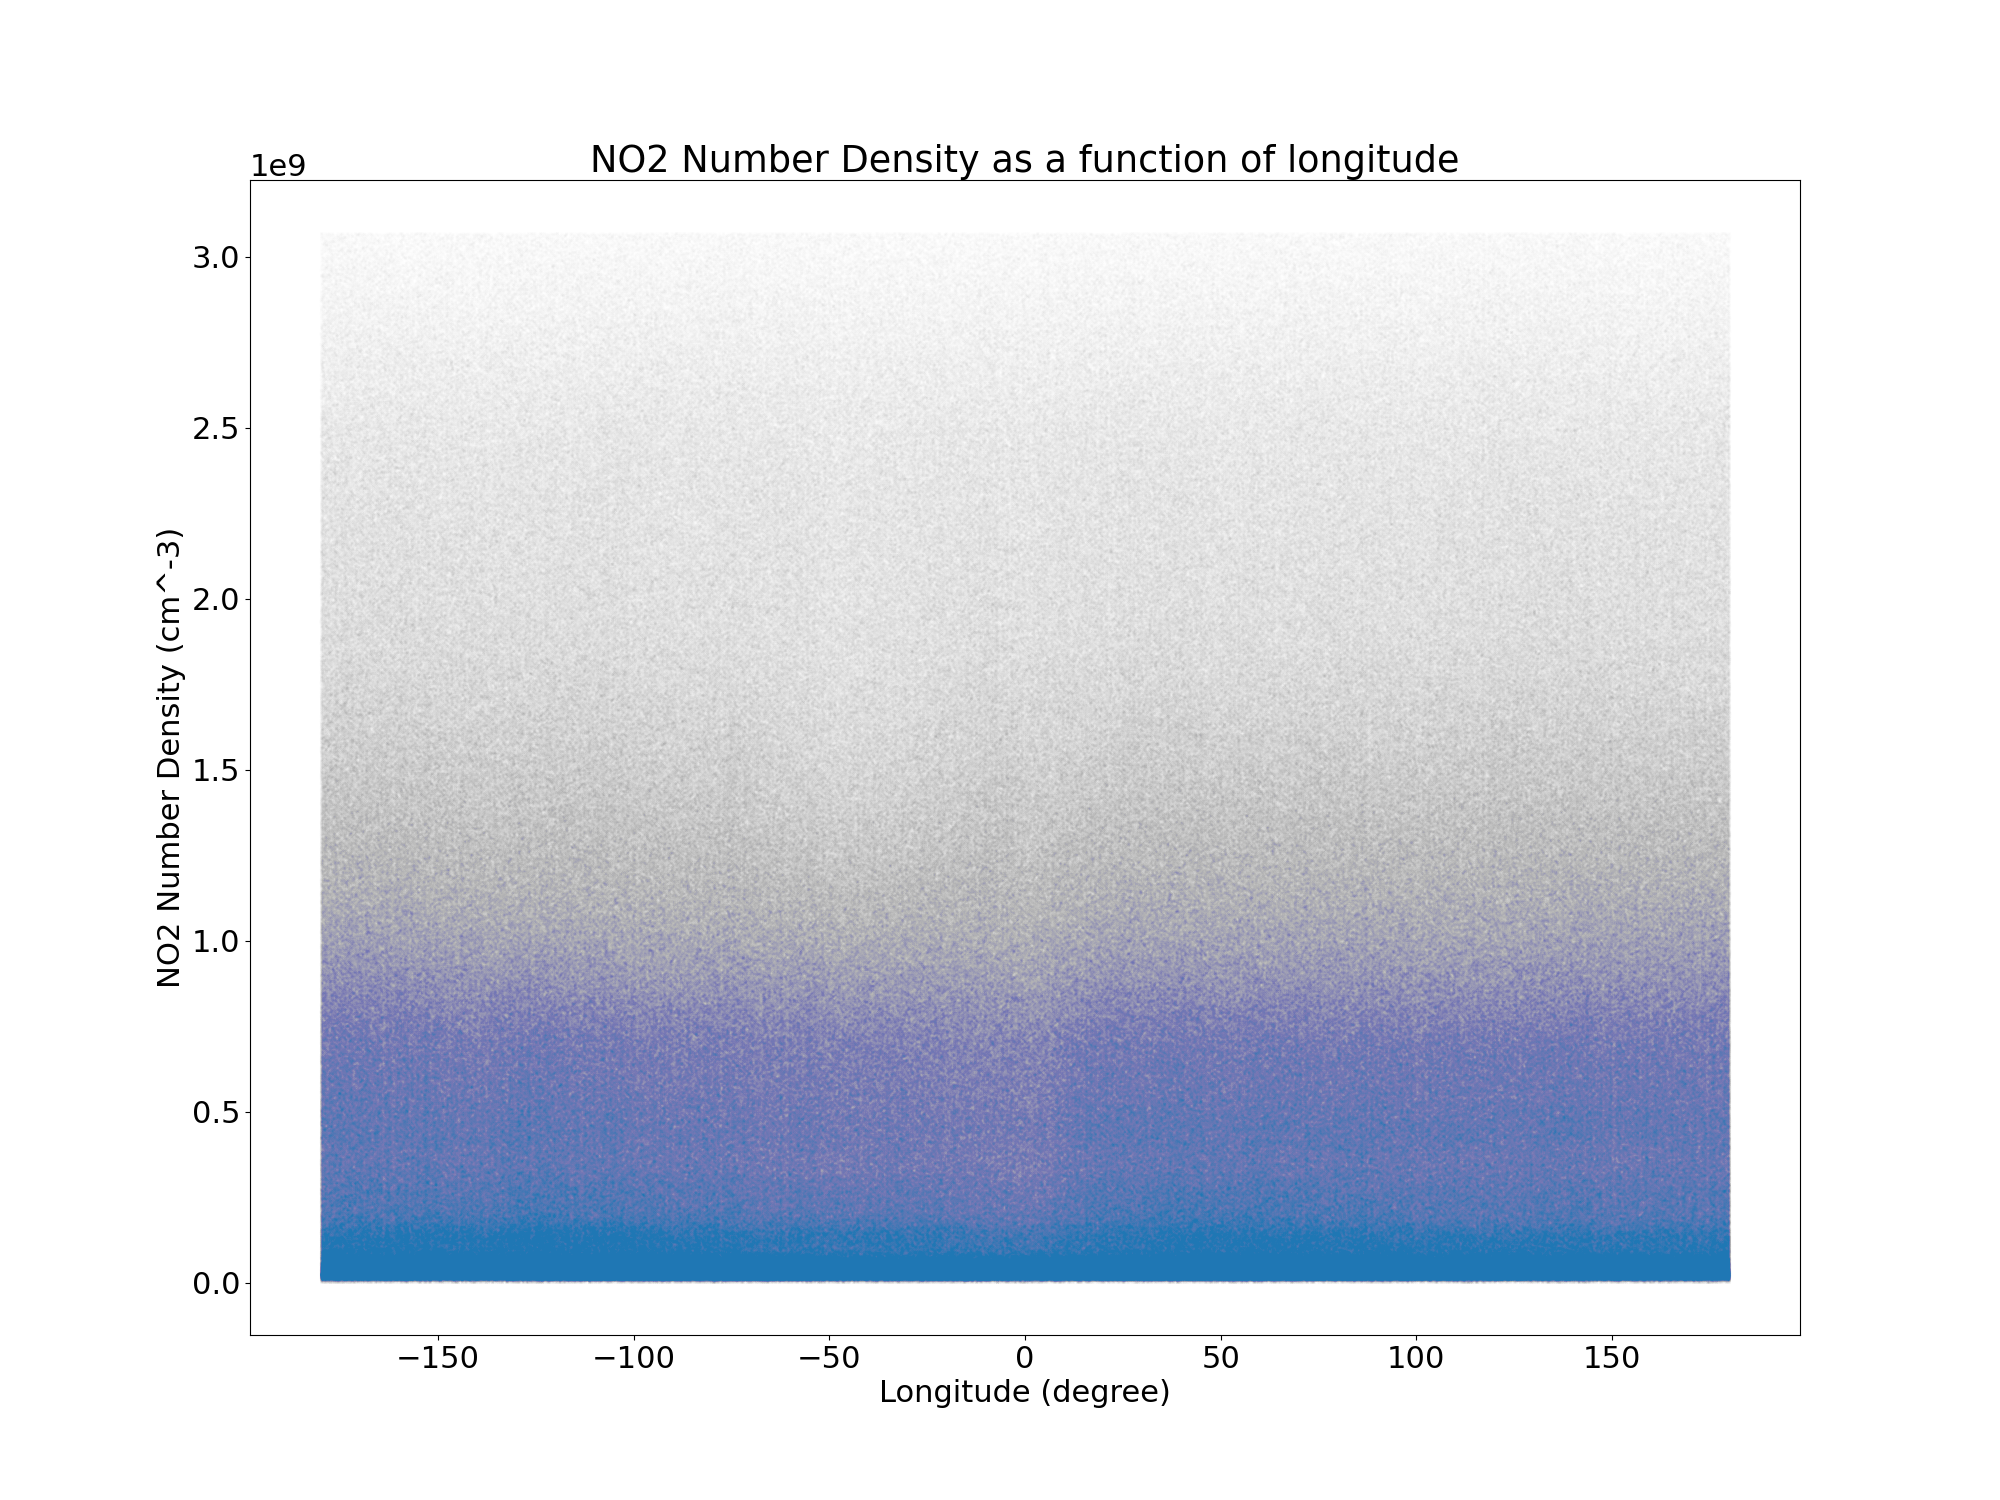 NO2 Number Density as a function of longitude
1e9
3.0
2.5
2.0
1.5
1.0
0.5
0.0
NO2 Number Density (cm^-3)
−150 −100 −50 0 50 100 150
Longitude (degree)